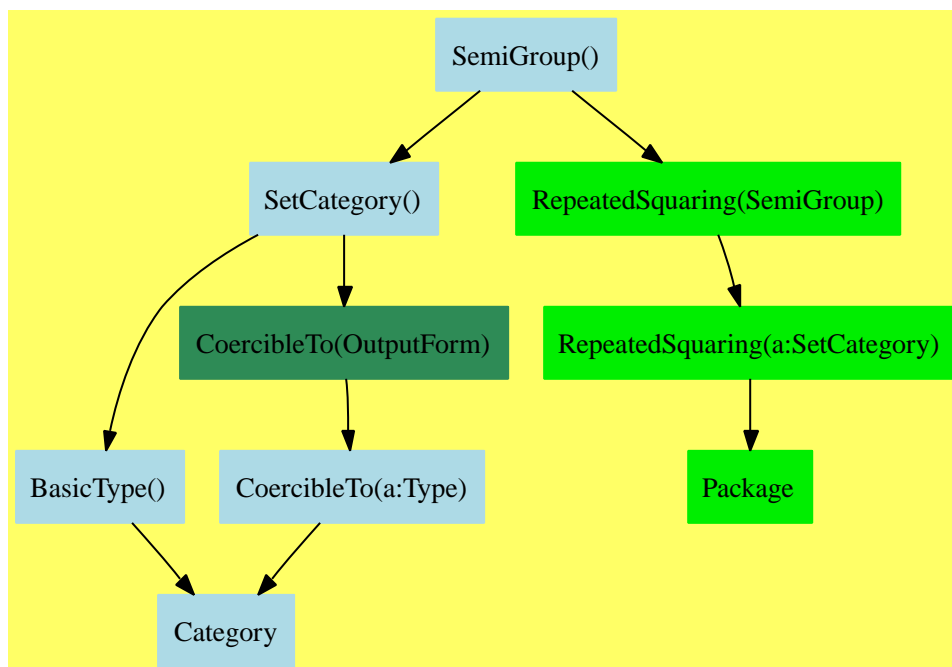 SemiGroup()
SetCategory()
RepeatedSquaring(SemiGroup)
CoercibleTo(OutputForm)
RepeatedSquaring(a:SetCategory)
BasicType()
CoercibleTo(a:Type)
Package
Category